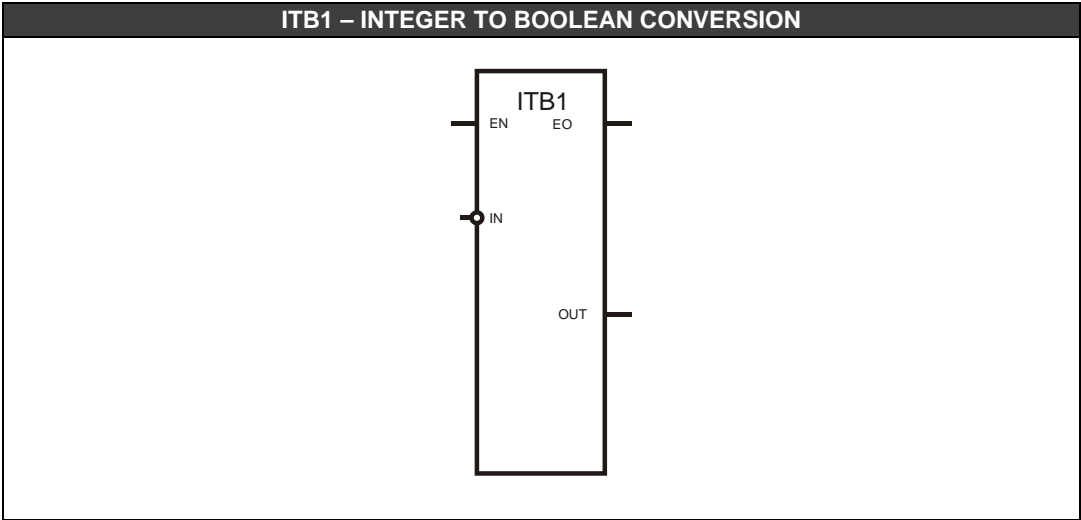 ITB1 – INTEGER TO BOOLEAN CONVERSION
ITB1
EN EO
IN
OUT